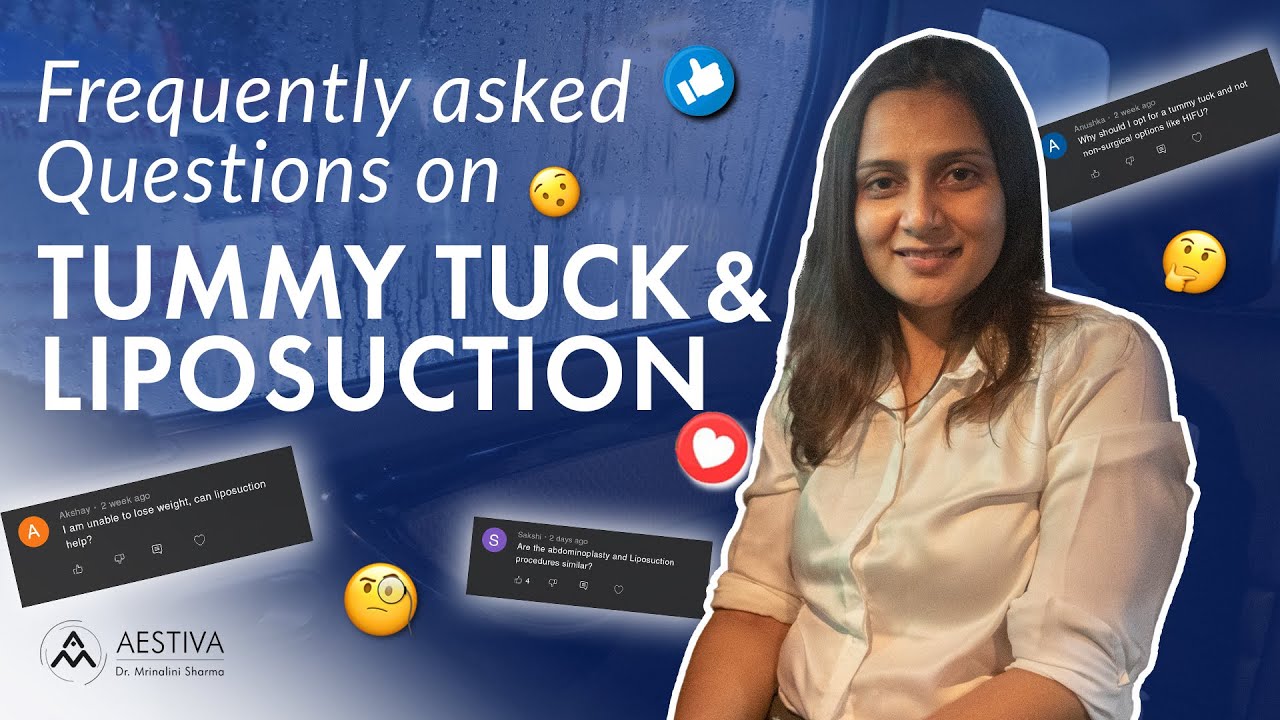 Frequently asked
Questions on
TUMMY TUCK &
LIPOSUCTION
A
Anushka · 2 week ago
Why should I opt for a tummy tuck and not
non-surgical options like HIFU?
A
Akshay · 2 week ago
I am unable to lose weight, can liposuction
help?
S
Sakshi · 2 days ago
Are the abdominoplasty and Liposuction
procedures similar?
4
AESTIVA
Dr. Mrinalini Sharma